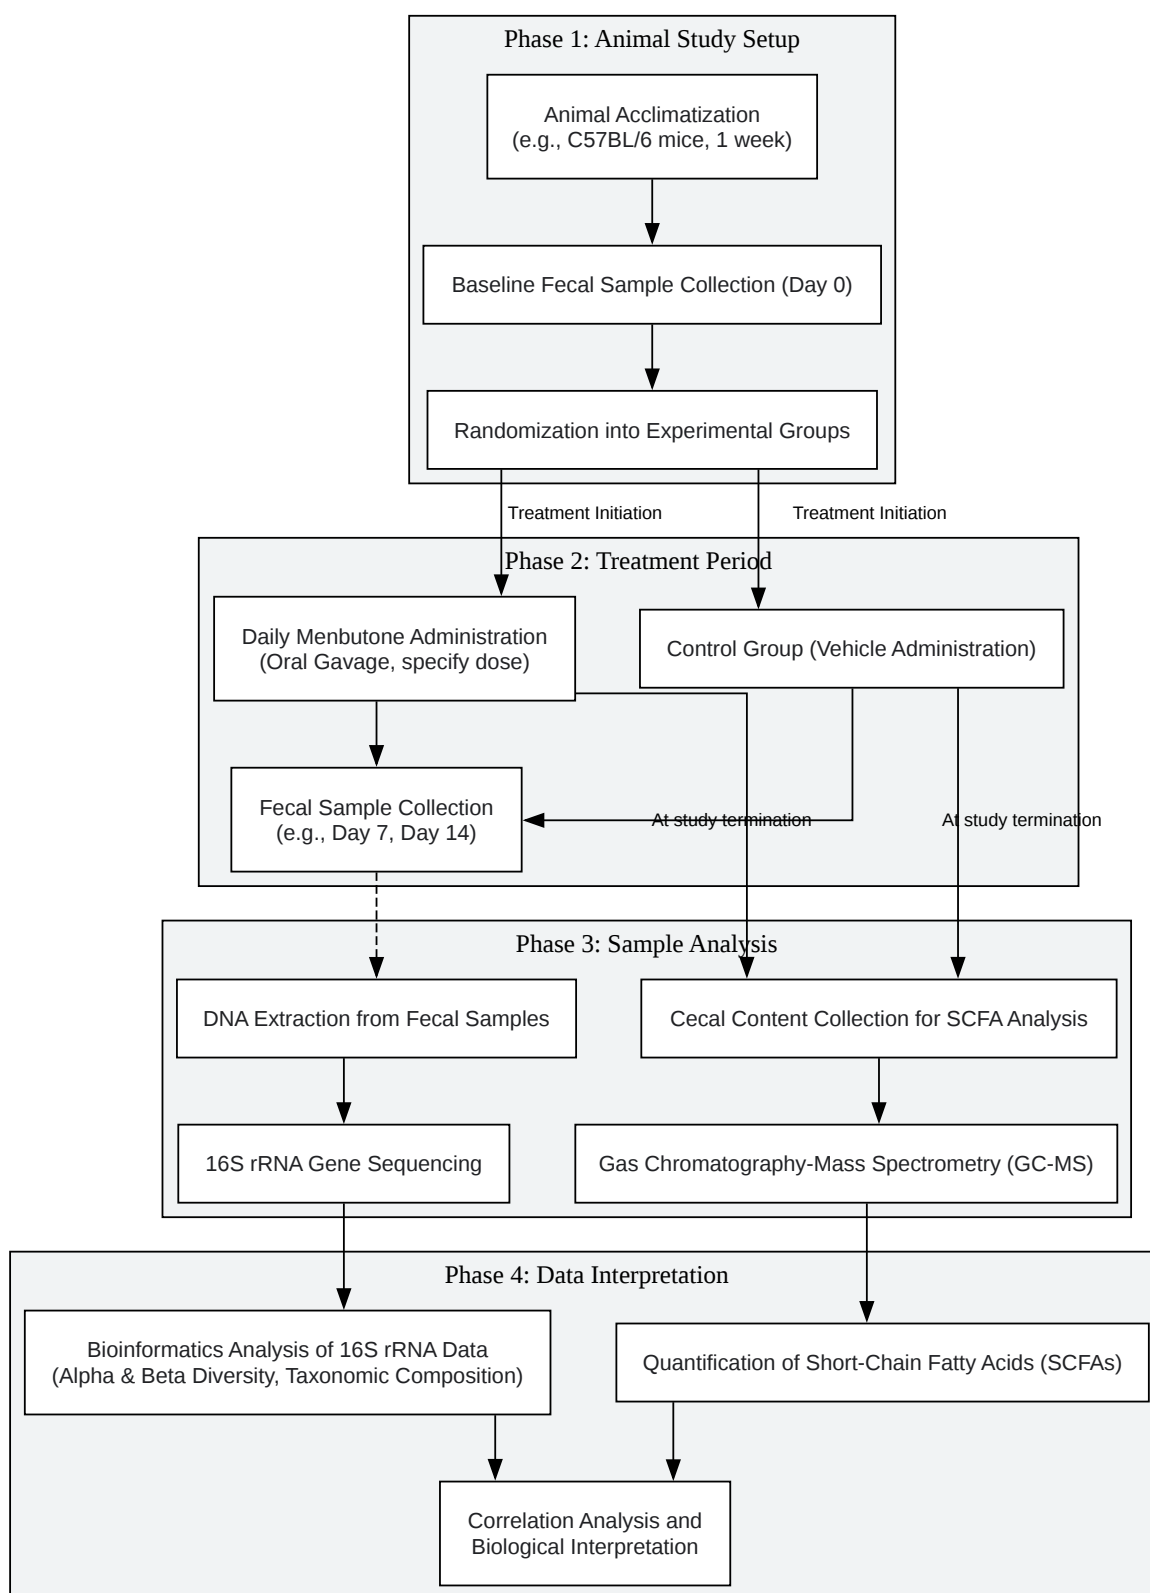 Phase 1: Animal Study Setup
Animal Acclimatization
(e.g., C57BL/6 mice, 1 week)
Baseline Fecal Sample Collection (Day 0)
Randomization into Experimental Groups
Treatment Initiation
Treatment Initiation
Phase 2: Treatment Period
Daily Menbutone Administration
(Oral Gavage, specify dose)
Control Group (Vehicle Administration)
Fecal Sample Collection
(e.g., Day 7, Day 14)
At study termination
At study termination
Phase 3: Sample Analysis
DNA Extraction from Fecal Samples
Cecal Content Collection for SCFA Analysis
16S rRNA Gene Sequencing
Gas Chromatography-Mass Spectrometry (GC-MS)
Phase 4: Data Interpretation
Bioinformatics Analysis of 16S rRNA Data
(Alpha & Beta Diversity, Taxonomic Composition)
Quantification of Short-Chain Fatty Acids (SCFAs)
Correlation Analysis and
Biological Interpretation